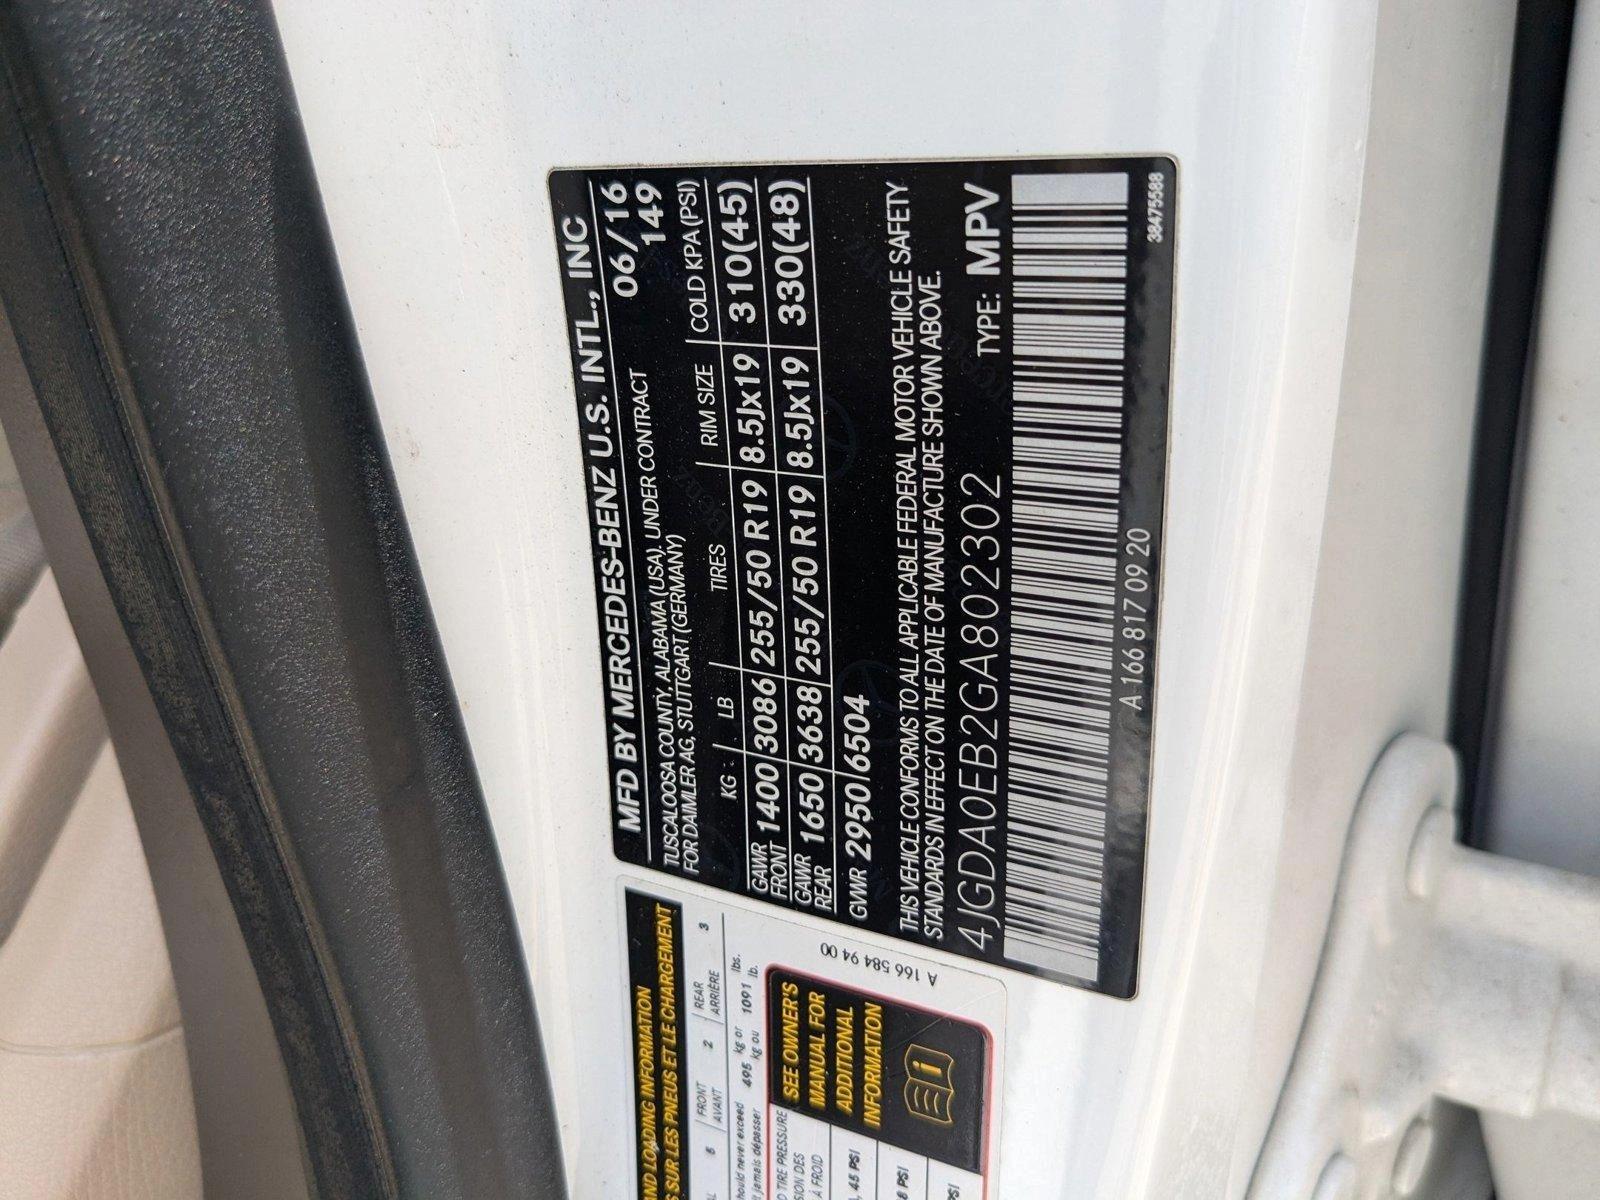 MFD BY MERCEDES-BENZ U.S. INTL., INC
TUSCALOOSA COUNTY, ALABAMA (USA), UNDER CONTRACT 06/16
FOR DAIMLER AG, STUTTGART (GERMANY) 149
KG LB TIRES RIM SIZE COLD KPA (PSI)
GAWR FRONT 1400 3086 255/50 R19 8.5Jx19 310(45)
GAWR REAR 1650 3638 255/50 R19 8.5Jx19 330(48)
GVWR 2950 6504
THIS VEHICLE CONFORMS TO ALL APPLICABLE FEDERAL MOTOR VEHICLE SAFETY
STANDARDS IN EFFECT ON THE DATE OF MANUFACTURE SHOWN ABOVE.
4JGDA0EB2GA802302 TYPE: MPV
A 166 817 09 20 38475588
AND LOADING INFORMATION
SUR LES PNEUS ET LE CHARGEMENT
5 FRONT AVANT 2 REAR ARRIÈRE 3
should never exceed 495 kg or 1091 lbs.
jamais dépasser kg ou lb.
TIRE PRESSURE
À FROID
45 PSI
PSI
PSI
SEE OWNER'S
MANUAL FOR
ADDITIONAL
INFORMATION
i
A 166 584 94 00